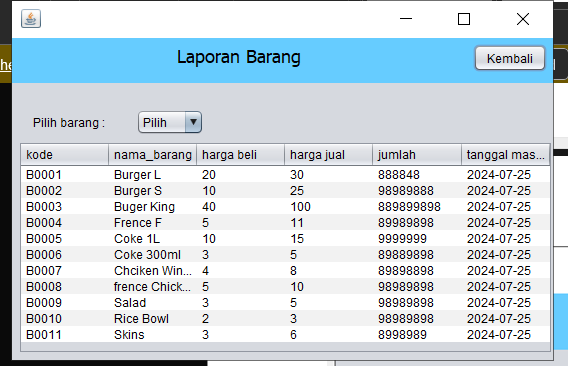 Laporan Barang
Kembali
Pilih barang :
Pilih
kode nama_barang harga beli harga jual jumlah tanggal mas...
B0001 Burger L 20 30 888848 2024-07-25
B0002 Burger S 10 25 98989888 2024-07-25
B0003 Buger King 40 100 889899898 2024-07-25
B0004 Frence F 5 11 89989898 2024-07-25
B0005 Coke 1L 10 15 9999999 2024-07-25
B0006 Coke 300ml 3 5 89889898 2024-07-25
B0007 Chciken Win... 4 8 89898898 2024-07-25
B0008 frence Chick... 5 10 98989898 2024-07-25
B0009 Salad 3 5 98989898 2024-07-25
B0010 Rice Bowl 2 3 98989898 2024-07-25
B0011 Skins 3 6 8998989 2024-07-25